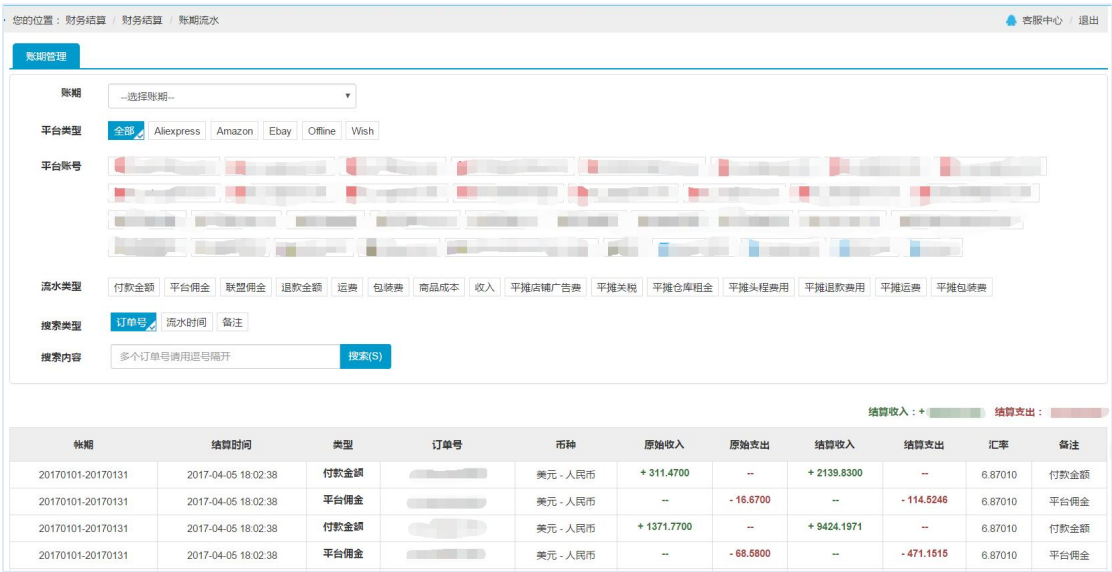 您的位置： 财务结算 / 财务结算 / 账期流水 客服中心 / 退出
账期管理
账期 --选择账期--
平台类型 全部 Aliexpress Amazon Ebay Offline Wish
平台账号
流水类型 付款金额 平台佣金 联盟佣金 退款金额 运费 包装费 商品成本 收入 平摊店铺广告费 平摊关税 平摊仓库租金 平摊头程费用 平摊退款费用 平摊运费 平摊包装费
搜索类型 订单号 流水时间 备注
搜索内容 多个订单号请用逗号隔开 搜索(S)
结算收入：+ 结算支出：
帐期 结算时间 类型 订单号 币种 原始收入 原始支出 结算收入 结算支出 汇率 备注
20170101-20170131 2017-04-05 18:02:38 付款金额 美元 - 人民币 + 311.4700 -- + 2139.8300 -- 6.87010 付款金额
20170101-20170131 2017-04-05 18:02:38 平台佣金 美元 - 人民币 -- - 16.6700 -- - 114.5246 6.87010 平台佣金
20170101-20170131 2017-04-05 18:02:38 付款金额 美元 - 人民币 + 1371.7700 -- + 9424.1971 -- 6.87010 付款金额
20170101-20170131 2017-04-05 18:02:38 平台佣金 美元 - 人民币 -- - 68.5800 -- - 471.1515 6.87010 平台佣金